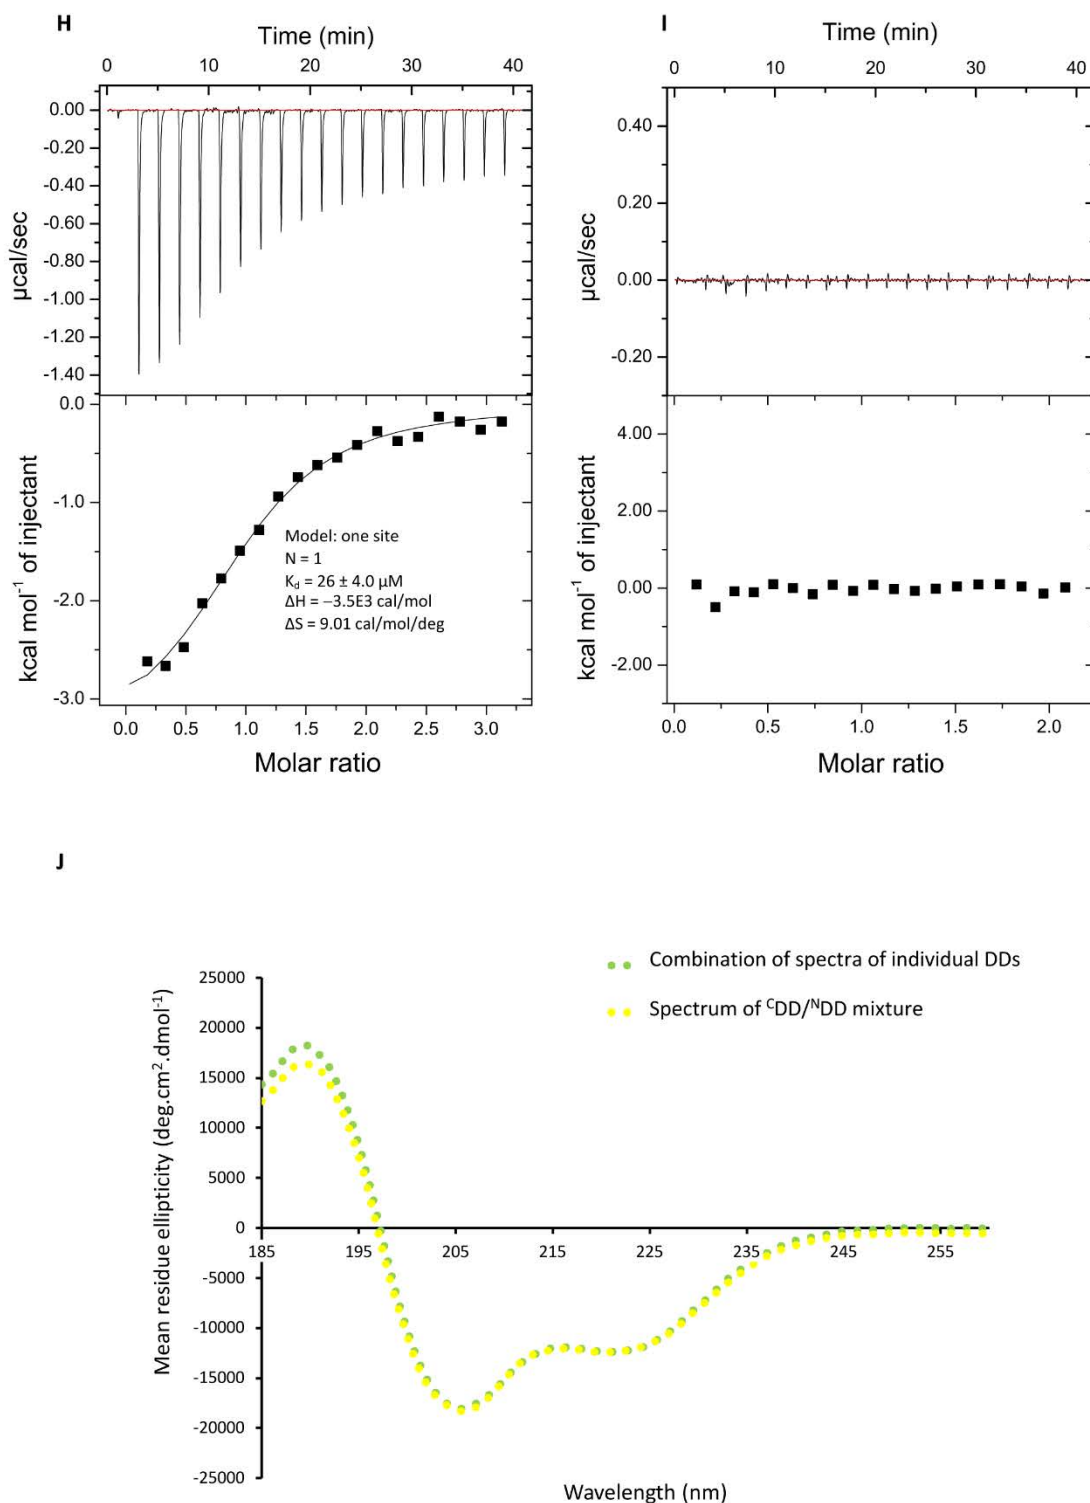 H
Time (min)
0 10 20 30 40
0.00
-0.20
-0.40
-0.60
-0.80
-1.00
-1.20
-1.40
µcal/sec
0.0
-1.0
-2.0
-3.0
kcal mol⁻¹ of injectant
Model: one site
N = 1
K_d = 26 ± 4.0 µM
ΔH = −3.5E3 cal/mol
ΔS = 9.01 cal/mol/deg
0.0 0.5 1.0 1.5 2.0 2.5 3.0
Molar ratio
I
Time (min)
0 10 20 30 40
0.40
0.20
0.00
-0.20
µcal/sec
4.00
2.00
0.00
-2.00
kcal mol⁻¹ of injectant
0.0 0.5 1.0 1.5 2.0
Molar ratio
J
Combination of spectra of individual DDs
Spectrum of ᶜDD/ᴺDD mixture
25000
20000
15000
10000
5000
0
-5000
-10000
-15000
-20000
-25000
Mean residue ellipticity (deg.cm².dmol⁻¹)
185 195 205 215 225 235 245 255
Wavelength (nm)